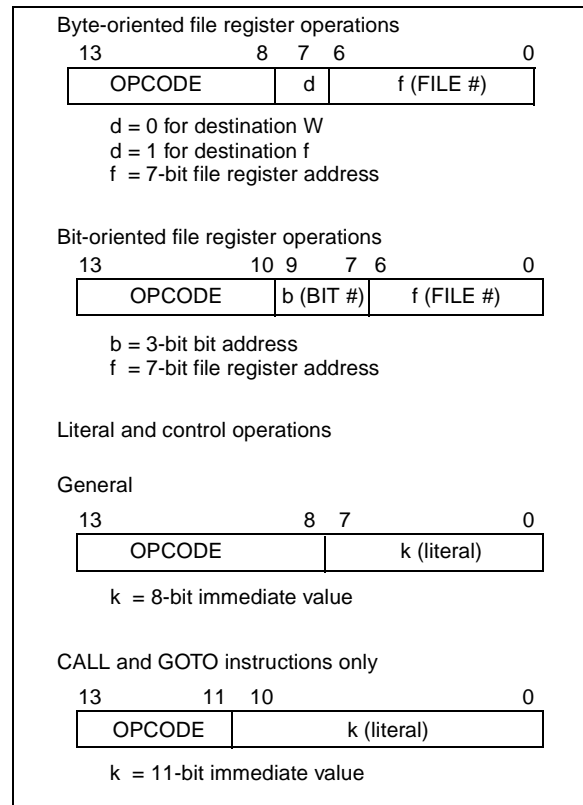 Byte-oriented file register operations
13 8 7 6 0
OPCODE d f (FILE #)
d = 0 for destination W
d = 1 for destination f
f = 7-bit file register address
Bit-oriented file register operations
13 10 9 7 6 0
OPCODE b (BIT #) f (FILE #)
b = 3-bit bit address
f = 7-bit file register address
Literal and control operations
General
13 8 7 0
OPCODE k (literal)
k = 8-bit immediate value
CALL and GOTO instructions only
13 11 10 0
OPCODE k (literal)
k = 11-bit immediate value